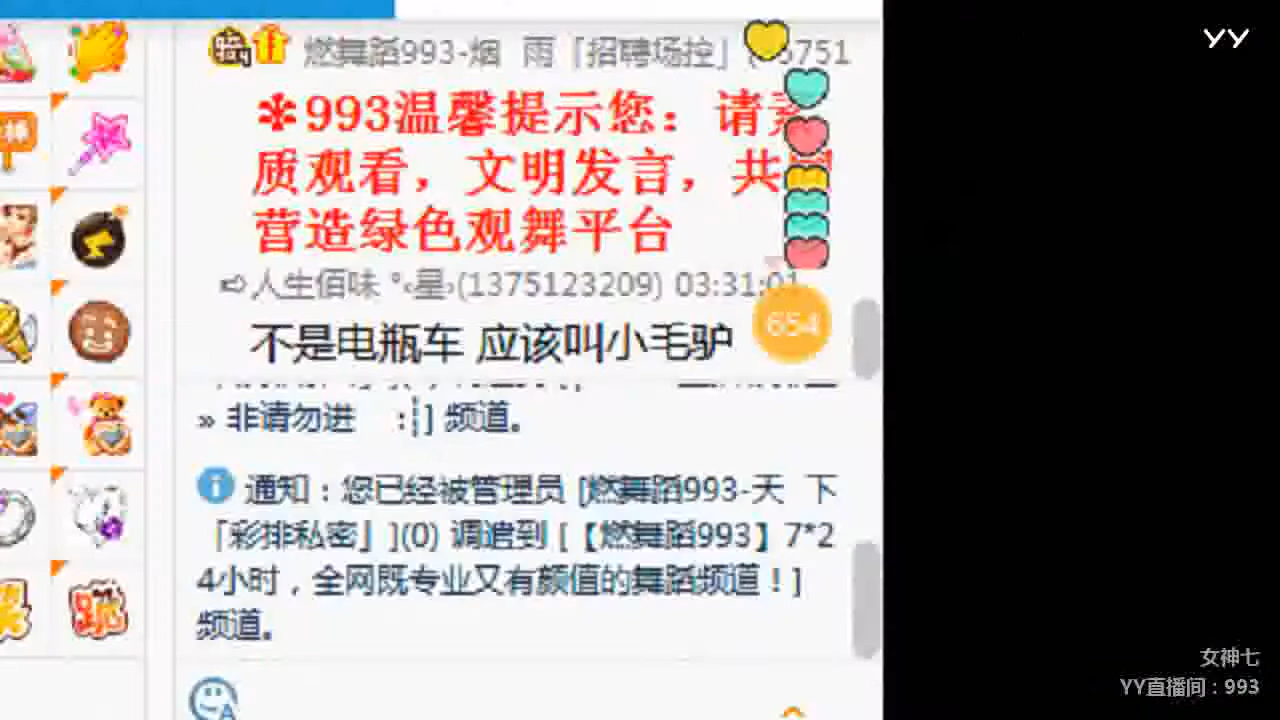 YY
燃舞蹈993-烟 雨「招聘场控」(
5751
✻993温馨提示您：请素
质观看，文明发言，共同
营造绿色观舞平台
人生佰味 °‹星›(1375123209) 03:31:01
不是电瓶车 应该叫小毛驴
654
» 非请勿进 :¦] 频道。
通知：您已经被管理员 [燃舞蹈993-天 下
「彩排私密」](0) 调遣到 [【燃舞蹈993】7*2
4小时，全网既专业又有颜值的舞蹈频道！]
频道。
女神七
YY直播间：993